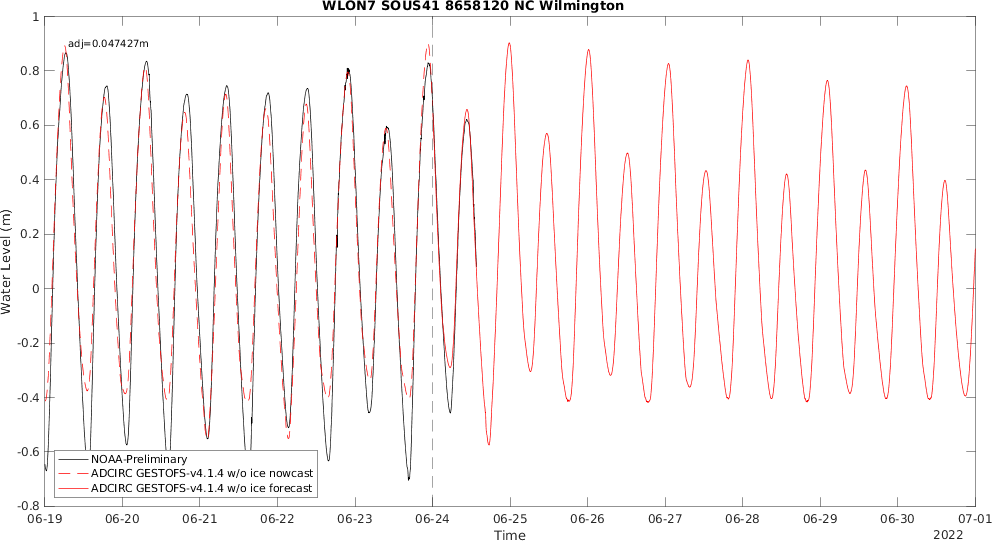 WLON7 SOUS41 8658120 NC Wilmington
adj=0.047427m
1
0.8
0.6
0.4
0.2
0
-0.2
-0.4
-0.6
-0.8
Water Level (m)
NOAA-Preliminary
ADCIRC GESTOFS-v4.1.4 w/o ice nowcast
ADCIRC GESTOFS-v4.1.4 w/o ice forecast
06-19 06-20 06-21 06-22 06-23 06-24 06-25 06-26 06-27 06-28 06-29 06-30 07-01
Time
2022